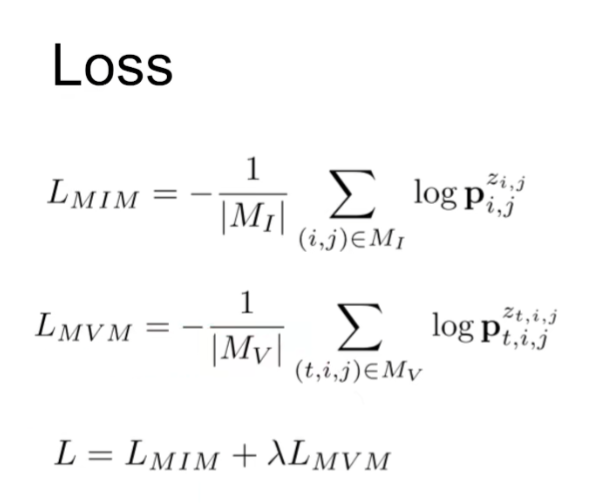 Loss
L_{MIM} = -\frac{1}{|M_I|} \sum_{(i,j) \in M_I} \log \mathbf{p}_{i,j}^{z_{i,j}}
L_{MVM} = -\frac{1}{|M_V|} \sum_{(t,i,j) \in M_V} \log \mathbf{p}_{t,i,j}^{z_{t,i,j}}
L = L_{MIM} + \lambda L_{MVM}